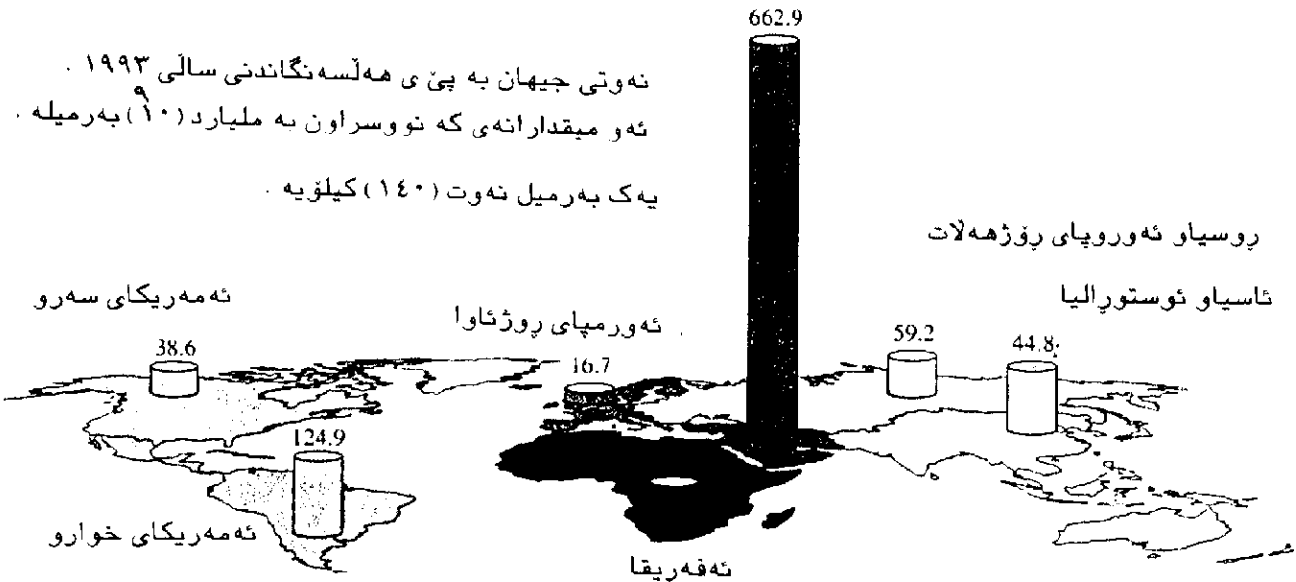 662.9
نەوتی جیهان بە پێ ی هەڵسەنگاندنی ساڵی ١٩٩٣ .
ئەو میقدارانەی کە نووسراون بە ملیارد (١٠٩) بەرمیلە .
یەک بەرمیل نەوت (١٤٠) کیلۆیە .
ڕوسیاو ئەوروپای ڕۆژهەڵات
ئاسیاو ئوستوڕالیا
ئەمەریکای سەرو
ئەورمپای ڕوژئاوا
38.6
16.7
59.2
44.8
124.9
ئەمەریکای خوارو
ئەفەریقا